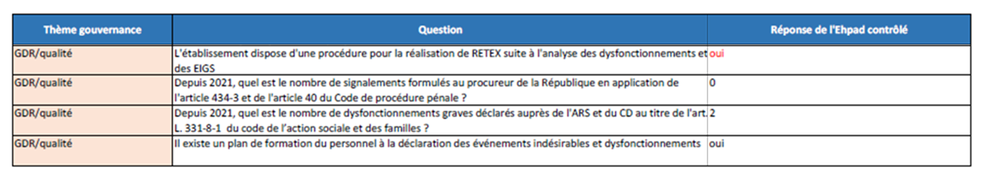 Thème gouvernance Question Réponse de l'Ehpad contrôlé
GDR/qualité L'établissement dispose d'une procédure pour la réalisation de RETEX suite à l'analyse des dysfonctionnements et oui
des EIGS
GDR/qualité Depuis 2021, quel est le nombre de signalements formulés au procureur de la République en application de 0
l'article 434-3 et de l'article 40 du Code de procédure pénale ?
GDR/qualité Depuis 2021, quel est le nombre de dysfonctionnements graves déclarés auprès de l'ARS et du CD au titre de l'art. 2
L. 331-8-1 du code de l’action sociale et des familles ?
GDR/qualité Il existe un plan de formation du personnel à la déclaration des événements indésirables et dysfonctionnements oui